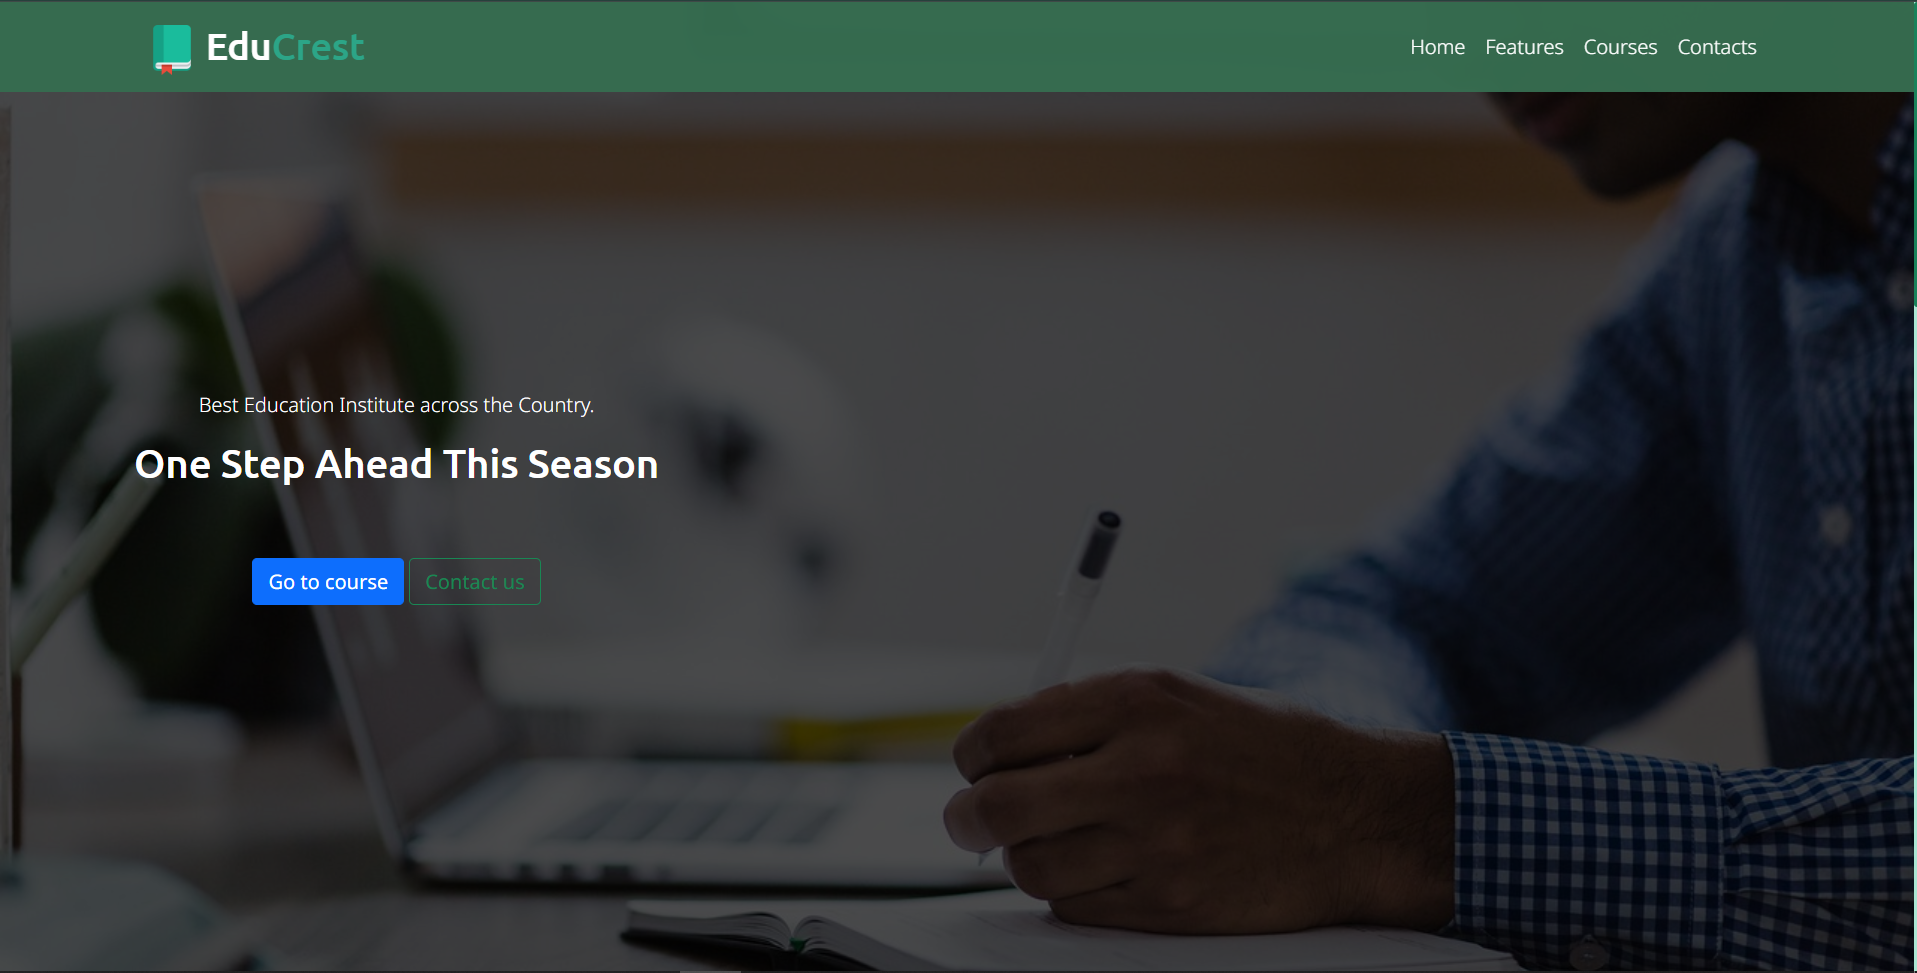 EduCrest
Home Features Courses Contacts
Best Education Institute across the Country.
One Step Ahead This Season
Go to course Contact us